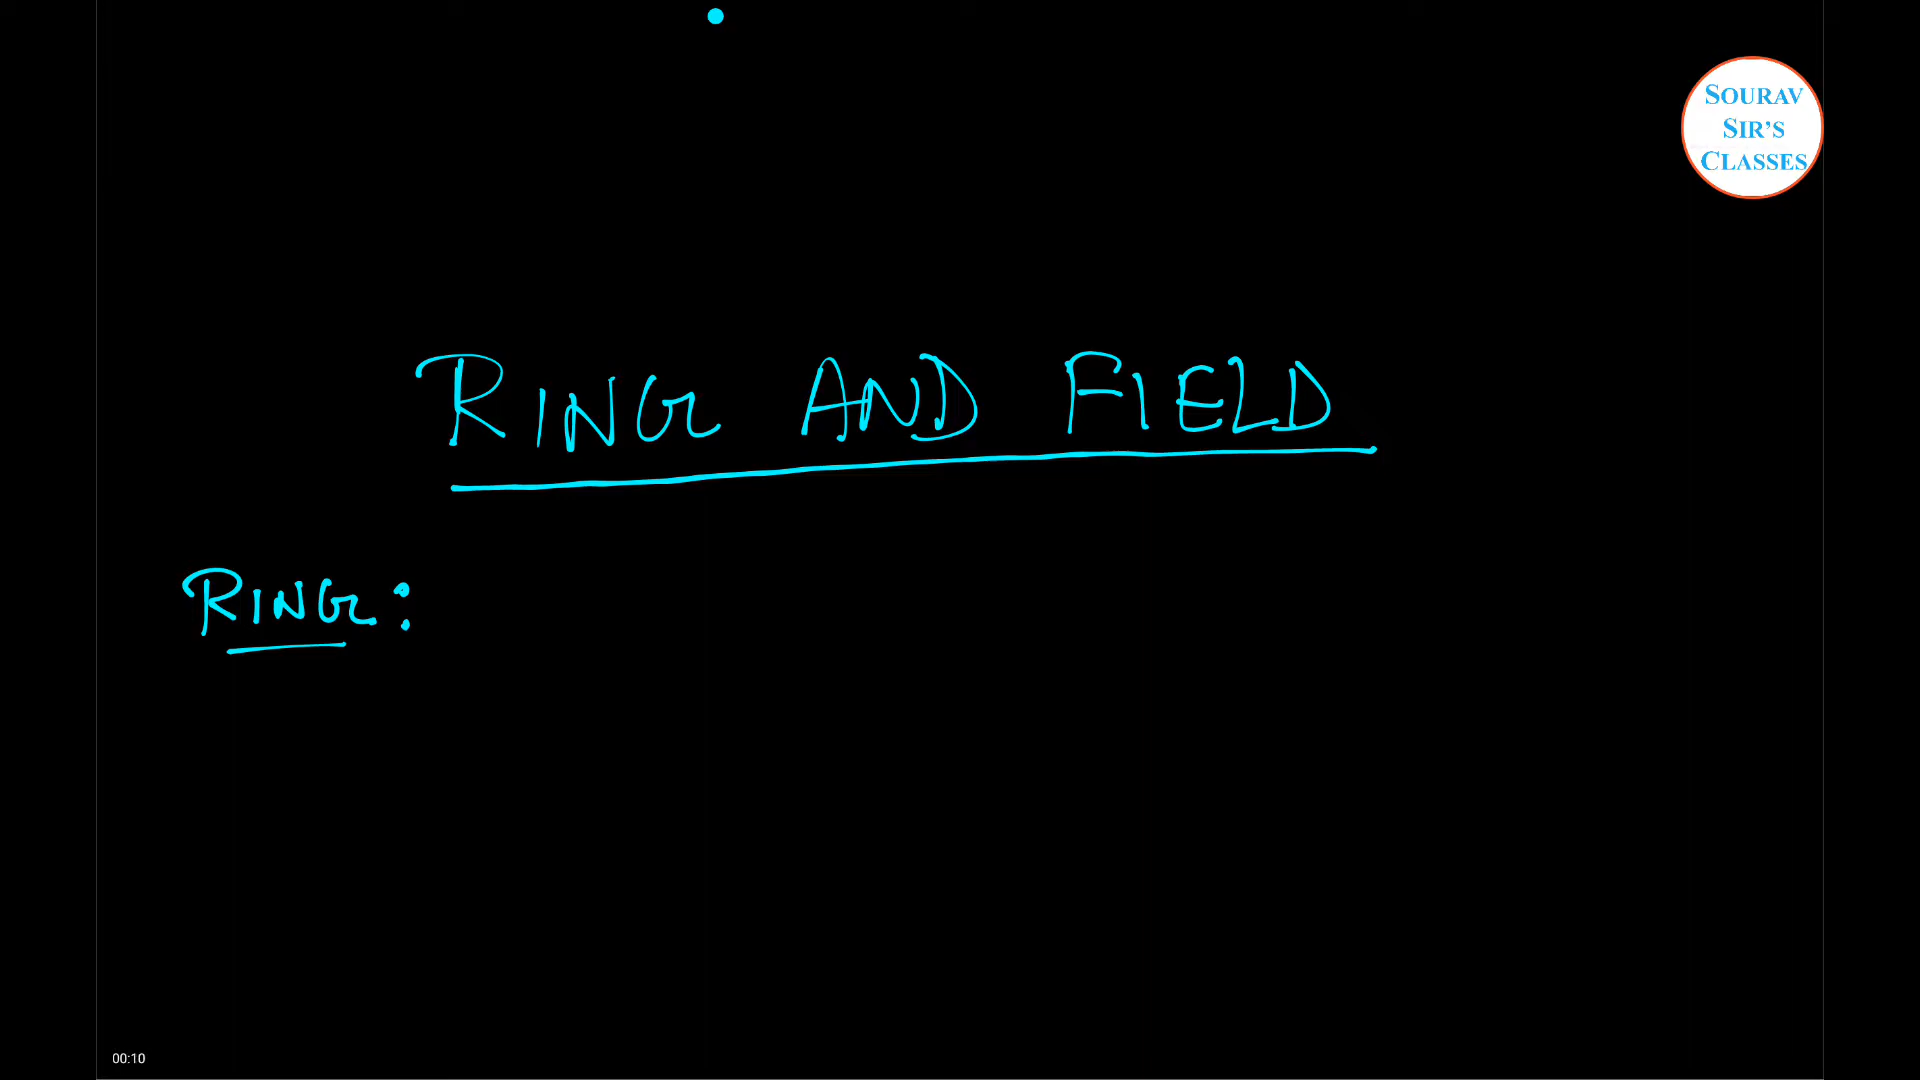 SOURAV
SIR'S
CLASSES
RING AND FIELD
RING:
00:10